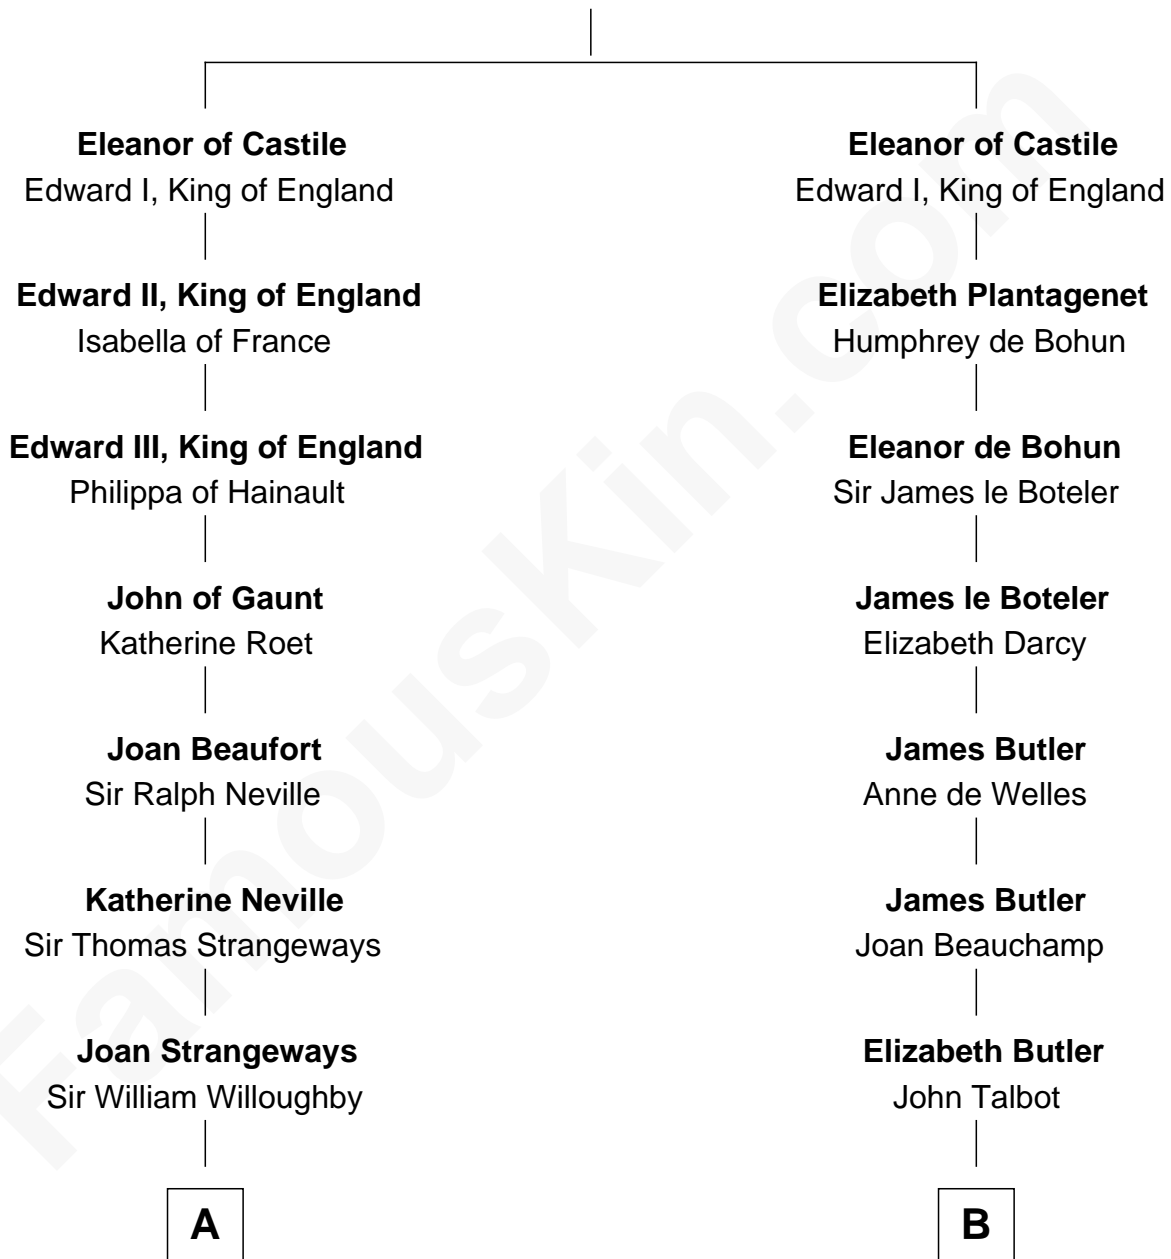 Eleanor of Castile
Edward I, King of England
Edward II, King of England
Isabella of France
Edward III, King of England
Philippa of Hainault
John of Gaunt
Katherine Roet
Joan Beaufort
Sir Ralph Neville
Katherine Neville
Sir Thomas Strangeways
Joan Strangeways
Sir William Willoughby
A
Eleanor of Castile
Edward I, King of England
Elizabeth Plantagenet
Humphrey de Bohun
Eleanor de Bohun
Sir James le Boteler
James le Boteler
Elizabeth Darcy
James Butler
Anne de Welles
James Butler
Joan Beauchamp
Elizabeth Butler
John Talbot
B
FamousKin.com